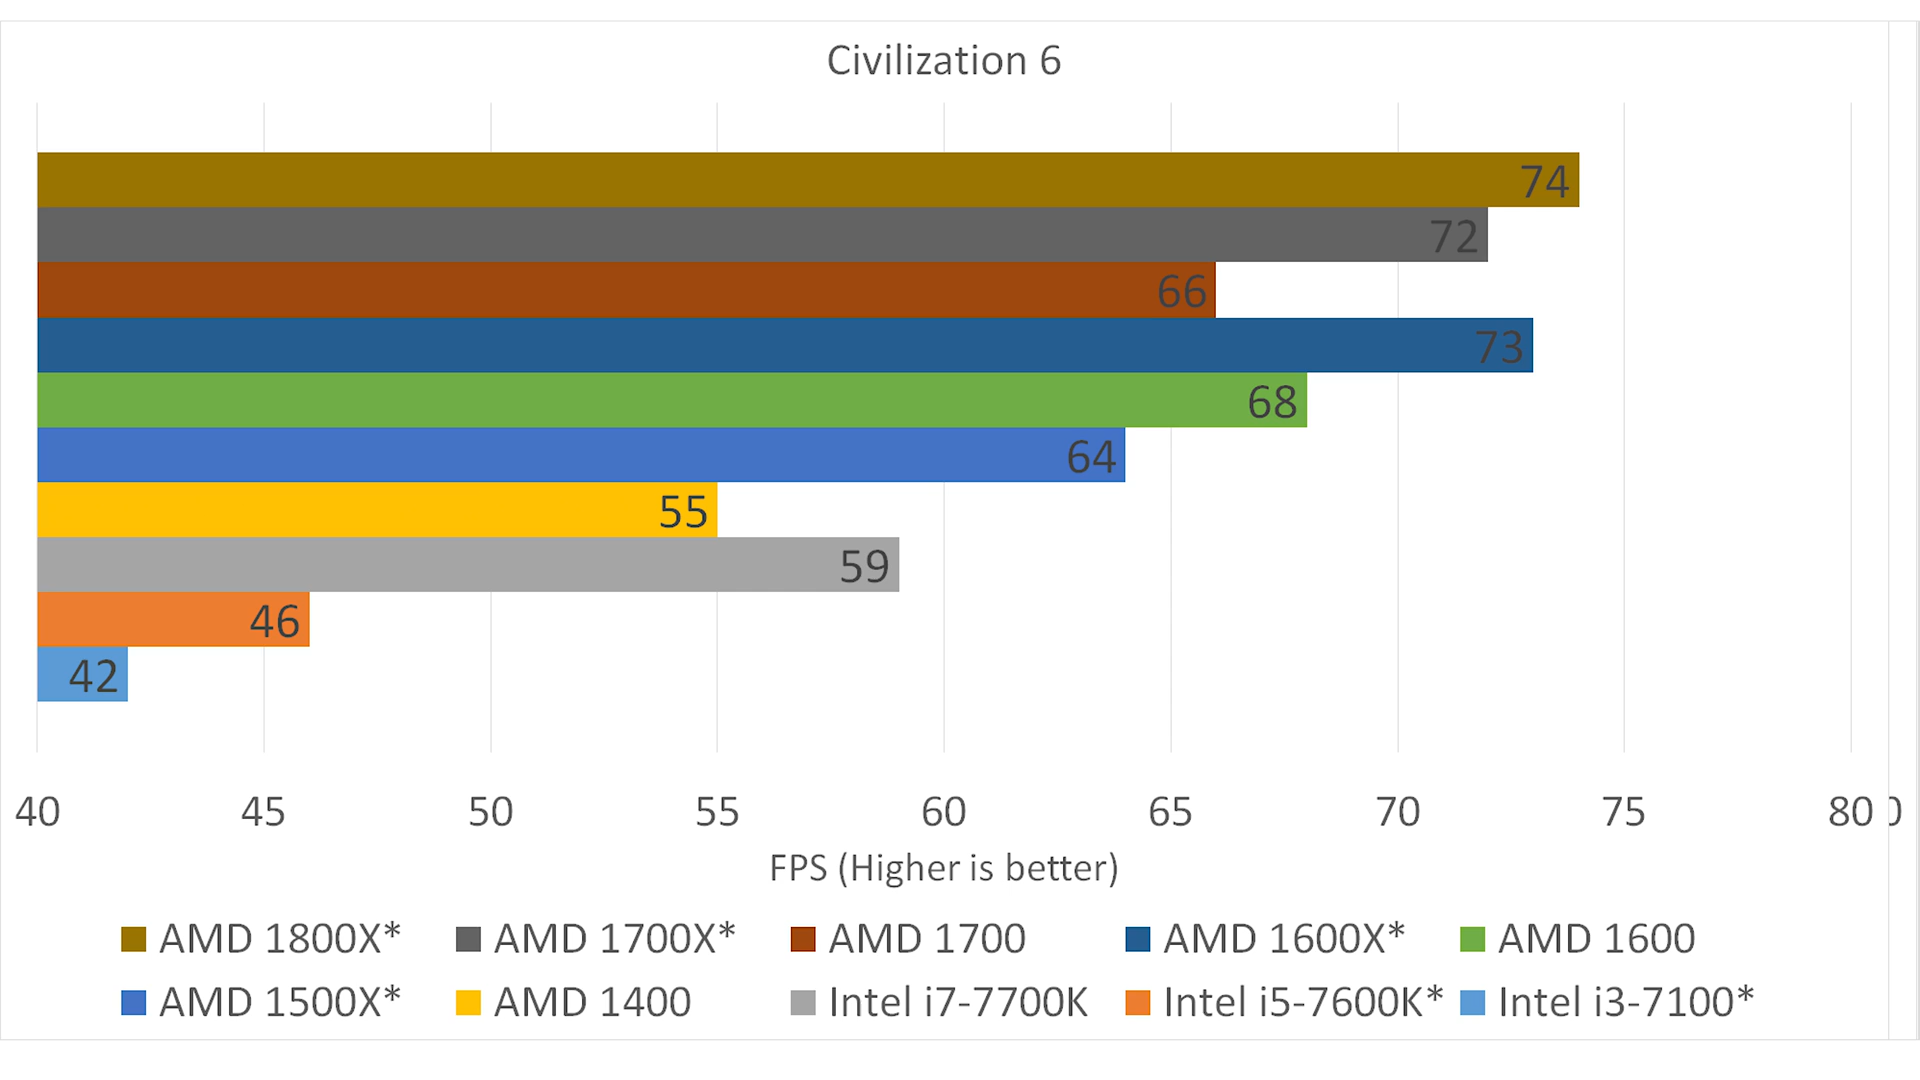 Civilization 6
74
72
66
73
68
64
55
59
46
42
40 45 50 55 60 65 70 75 80 0
FPS (Higher is better)
AMD 1800X* AMD 1700X* AMD 1700 AMD 1600X* AMD 1600
AMD 1500X* AMD 1400 Intel i7-7700K Intel i5-7600K* Intel i3-7100*